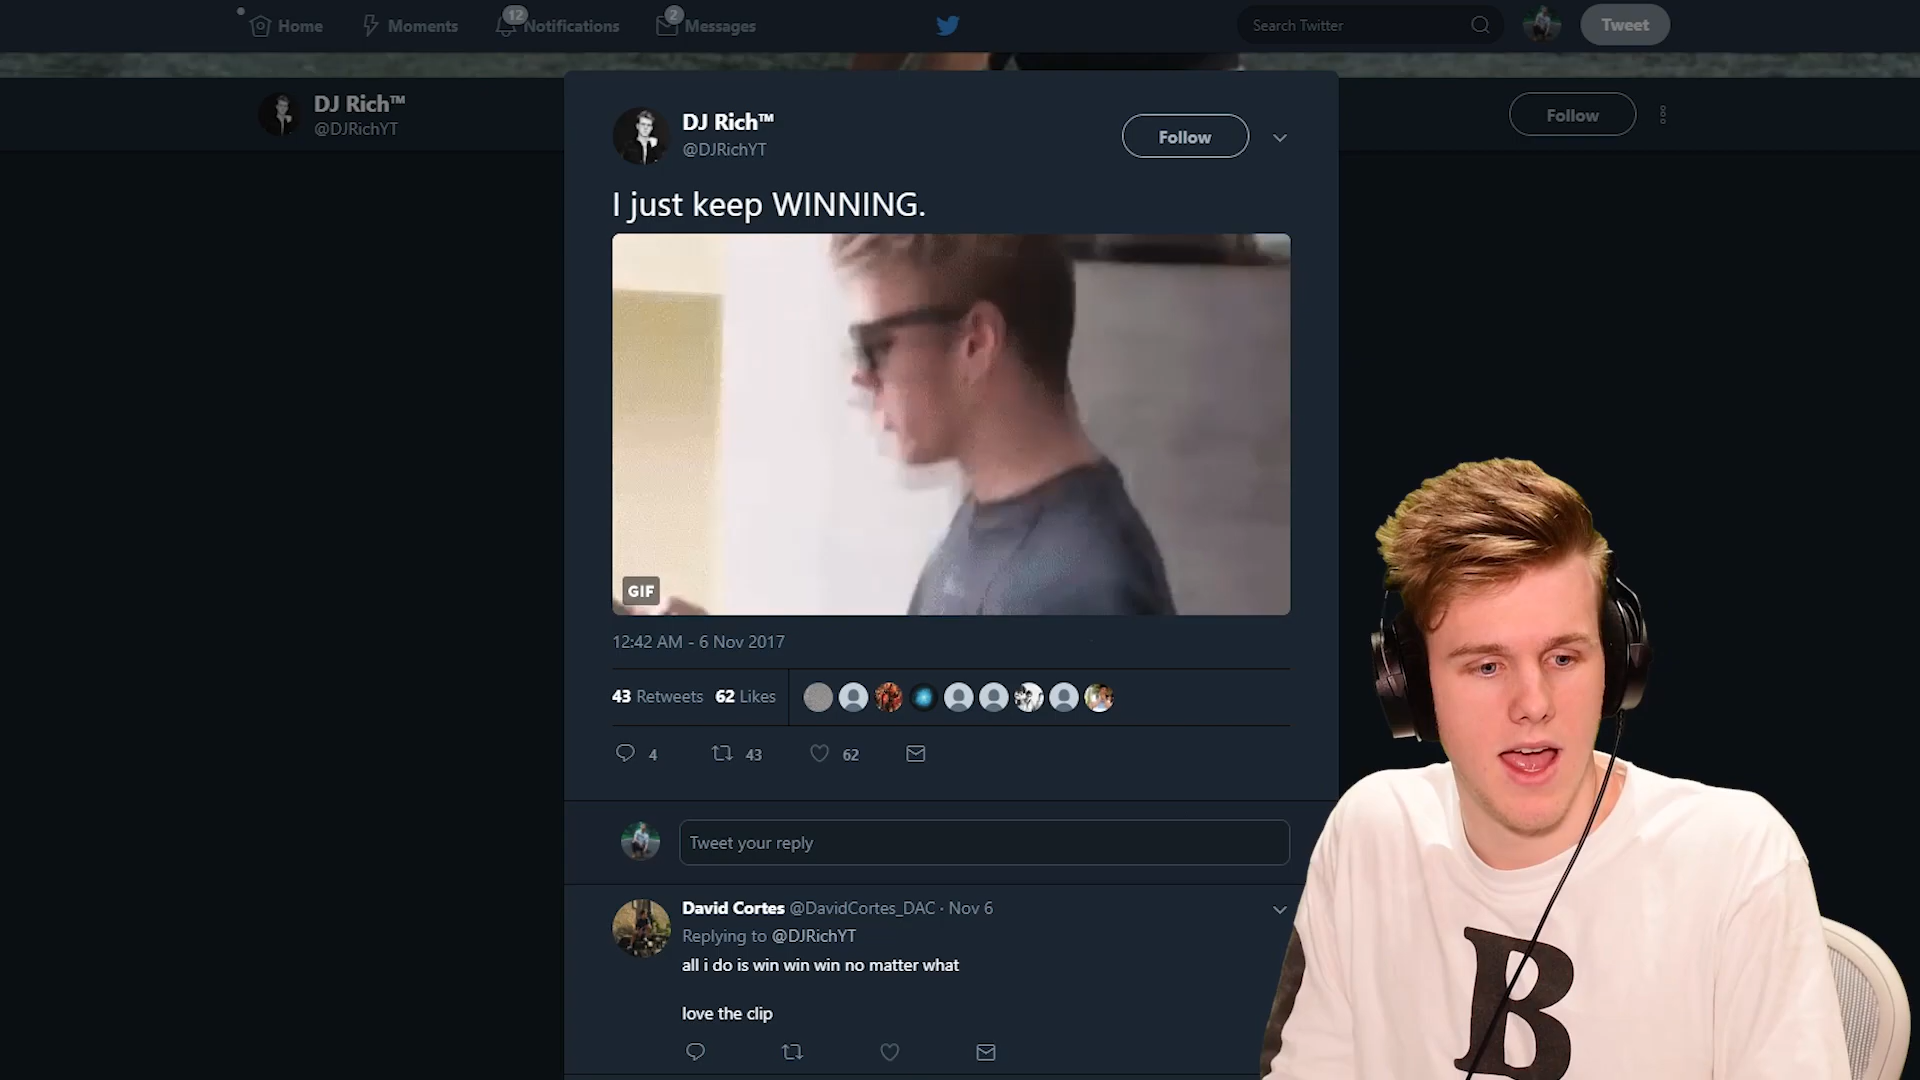 Home
Moments
12
Notifications
2
Messages
Search Twitter
Tweet
DJ Rich™
@DJRichYT
Follow
DJ Rich™
@DJRichYT
Follow
I just keep WINNING.
GIF
12:42 AM - 6 Nov 2017
43 Retweets 62 Likes
4 43 62
Tweet your reply
David Cortes @DavidCortes_DAC · Nov 6
Replying to @DJRichYT
all i do is win win win no matter what
love the clip
B